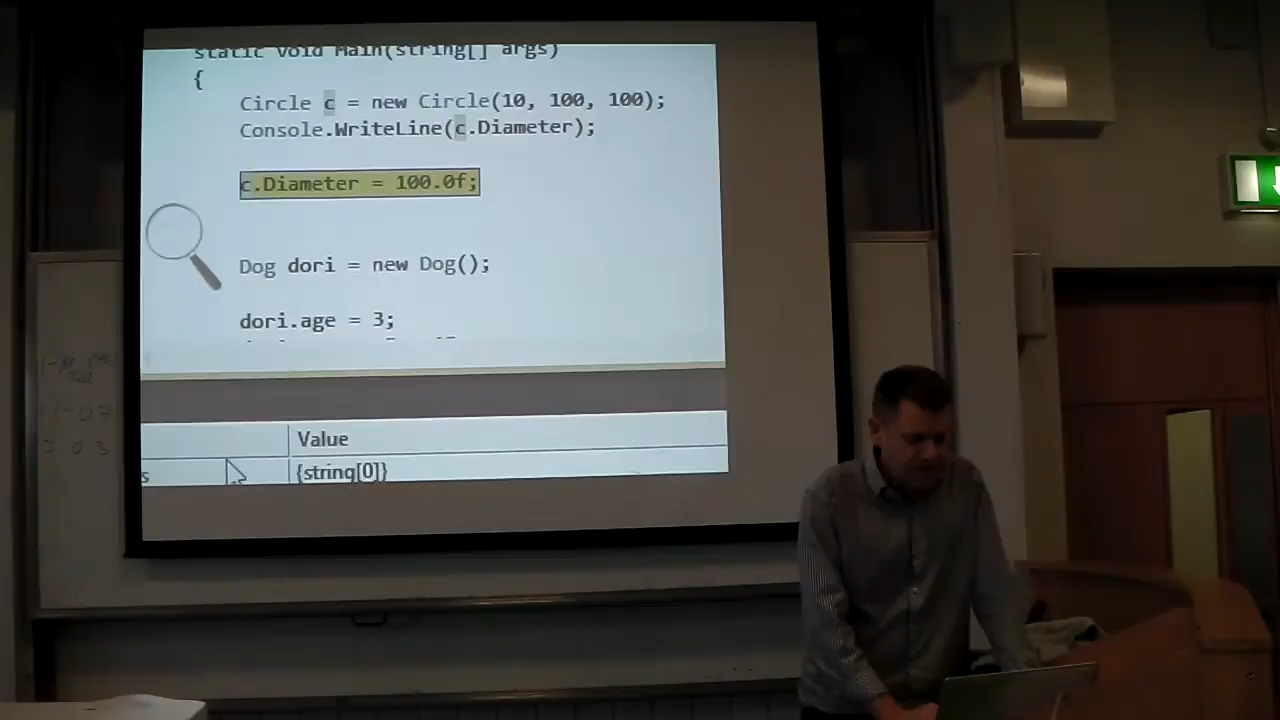 static void Main(string[] args)
{
Circle c = new Circle(10, 100, 100);
Console.WriteLine(c.Diameter);
c.Diameter = 100.0f;
Dog dori = new Dog();
dori.age = 3;
Value
s
{string[0]}